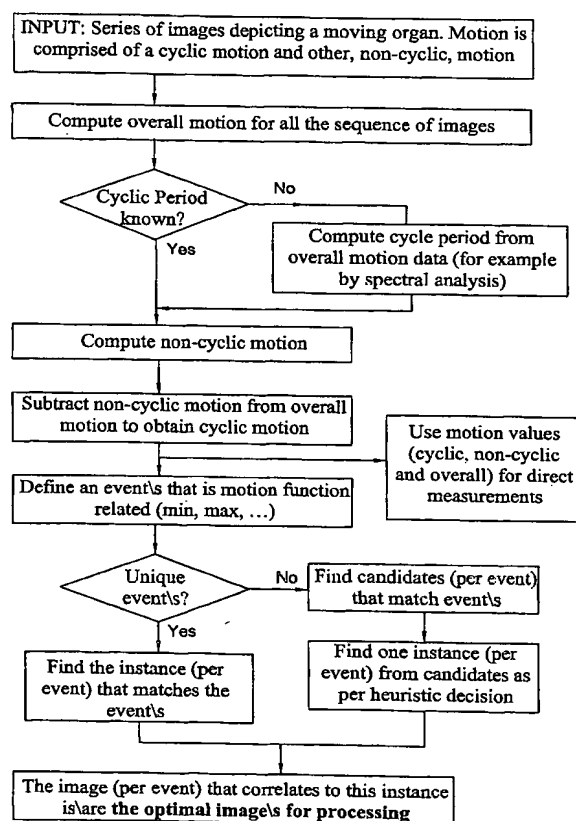 INPUT: Series of images depicting a moving organ. Motion is
comprised of a cyclic motion and other, non-cyclic, motion
Compute overall motion for all the sequence of images
Cyclic Period
known?
No
Yes
Compute cycle period from
overall motion data (for example
by spectral analysis)
Compute non-cyclic motion
Subtract non-cyclic motion from overall
motion to obtain cyclic motion
Use motion values
(cyclic, non-cyclic
and overall) for direct
measurements
Define an event\s that is motion function
related (min, max, ...)
Unique
event\s?
No
Yes
Find candidates (per event)
that match event\s
Find the instance (per
event) that matches the
event\s
Find one instance (per
event) from candidates as
per heuristic decision
The image (per event) that correlates to this instance
is\are the optimal image\s for processing